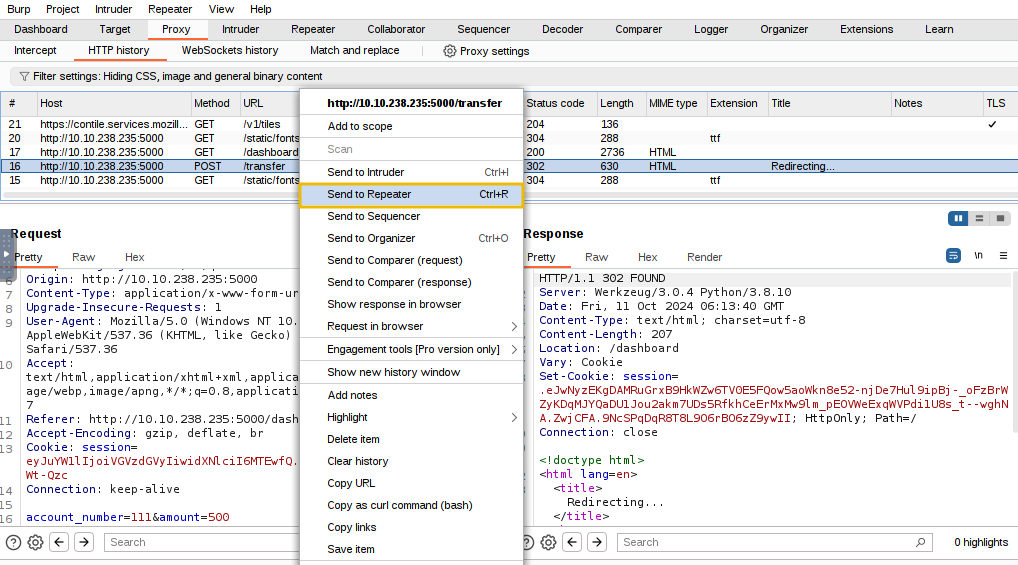 Burp Project Intruder Repeater View Help
Dashboard Target Proxy Intruder Repeater Collaborator Sequencer Decoder Comparer Logger Organizer Extensions Learn
Intercept HTTP history WebSockets history Match and replace Proxy settings
Filter settings: Hiding CSS, image and general binary content
# Host Method URL Status code Length MIME type Extension Title Notes TLS
21 https://contile.services.mozill... GET /v1/tiles 204 136 ✓
20 http://10.10.238.235:5000 GET /static/fonts 304 288 ttf
17 http://10.10.238.235:5000 GET /dashboard 200 2736 HTML
16 http://10.10.238.235:5000 POST /transfer 302 630 HTML Redirecting...
15 http://10.10.238.235:5000 GET /static/fonts 304 288 ttf
http://10.10.238.235:5000/transfer
Add to scope
Scan
Send to Intruder Ctrl+I
Send to Repeater Ctrl+R
Send to Sequencer
Send to Organizer Ctrl+O
Send to Comparer (request)
Send to Comparer (response)
Show response in browser
Request in browser
Engagement tools [Pro version only]
Show new history window
Add notes
Highlight
Delete item
Clear history
Copy URL
Copy as curl command (bash)
Copy links
Save item
Request
Pretty Raw Hex
6 Origin: http://10.10.238.235:5000
7 Content-Type: application/x-www-form-ur
8 Upgrade-Insecure-Requests: 1
9 User-Agent: Mozilla/5.0 (Windows NT 10.
AppleWebKit/537.36 (KHTML, like Gecko)
Safari/537.36
10 Accept:
text/html,application/xhtml+xml,applica
age/webp,image/apng,*/*;q=0.8,applicat
7
11 Referer: http://10.10.238.235:5000/dash
12 Accept-Encoding: gzip, deflate, br
13 Cookie: session=
eyJuYW1lIjoiVGVzdGVyIiwidXNlciI6MTEwfQ.
Wt-Qzc
14 Connection: keep-alive
15
16 account_number=111&amount=500
Search
Response
Pretty Raw Hex Render
\n
HTTP/1.1 302 FOUND
Server: Werkzeug/3.0.4 Python/3.8.10
Date: Fri, 11 Oct 2024 06:13:40 GMT
Content-Type: text/html; charset=utf-8
Content-Length: 207
Location: /dashboard
Vary: Cookie
Set-Cookie: session=
.eJwNyzEKgDAMRuGrxB9HkWZw6TV0E5FQow5aoWkn8e52-njDe7Hul9ipBj-_oFzBrW
ZyKDqMJYQaDU1Jou2akm7UDs5RfkhCeErMxMw9lm_pEOVWeExqWVPdi1U8s_t--wghN
A.ZwjCFA.9NcSPqDqR8T8L9O6rBO6zZ9ywII; HttpOnly; Path=/
Connection: close
<!doctype html>
<html lang=en>
<title>
Redirecting...
</title>
Search
0 highlights